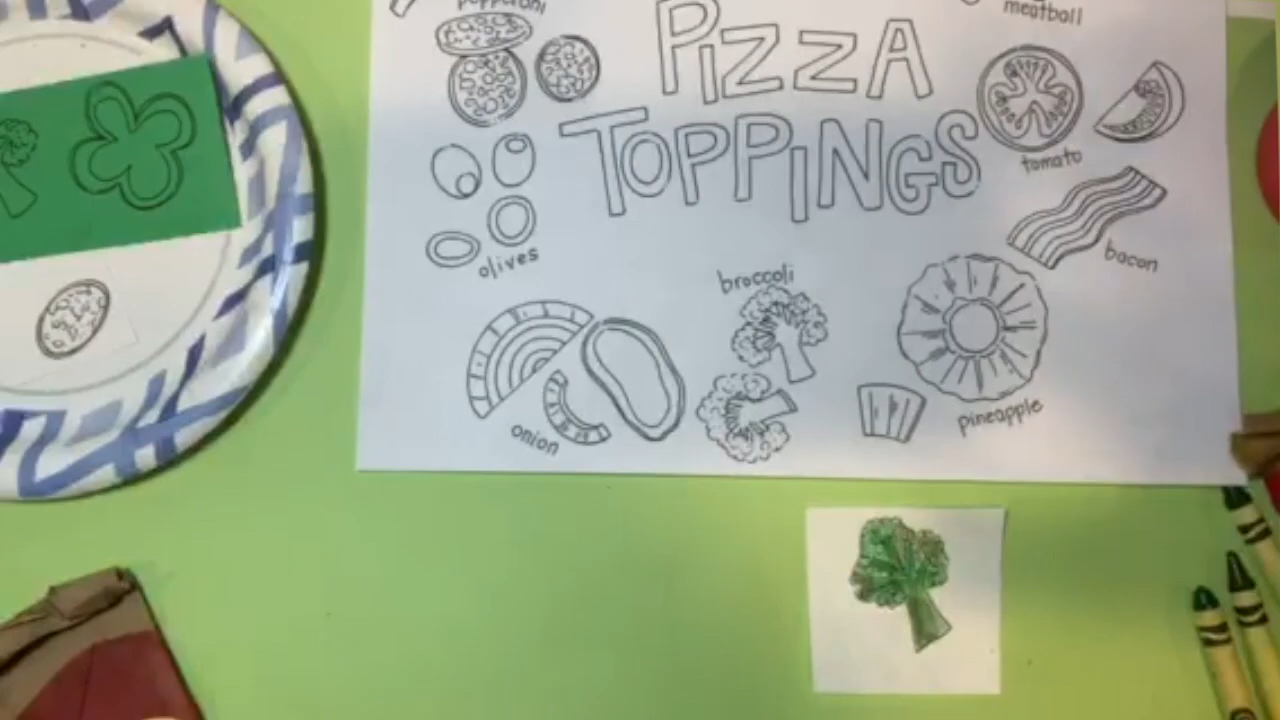 pepperoni
meatball
PIZZA
TOPPINGS
tomato
olives
bacon
broccoli
pineapple
onion